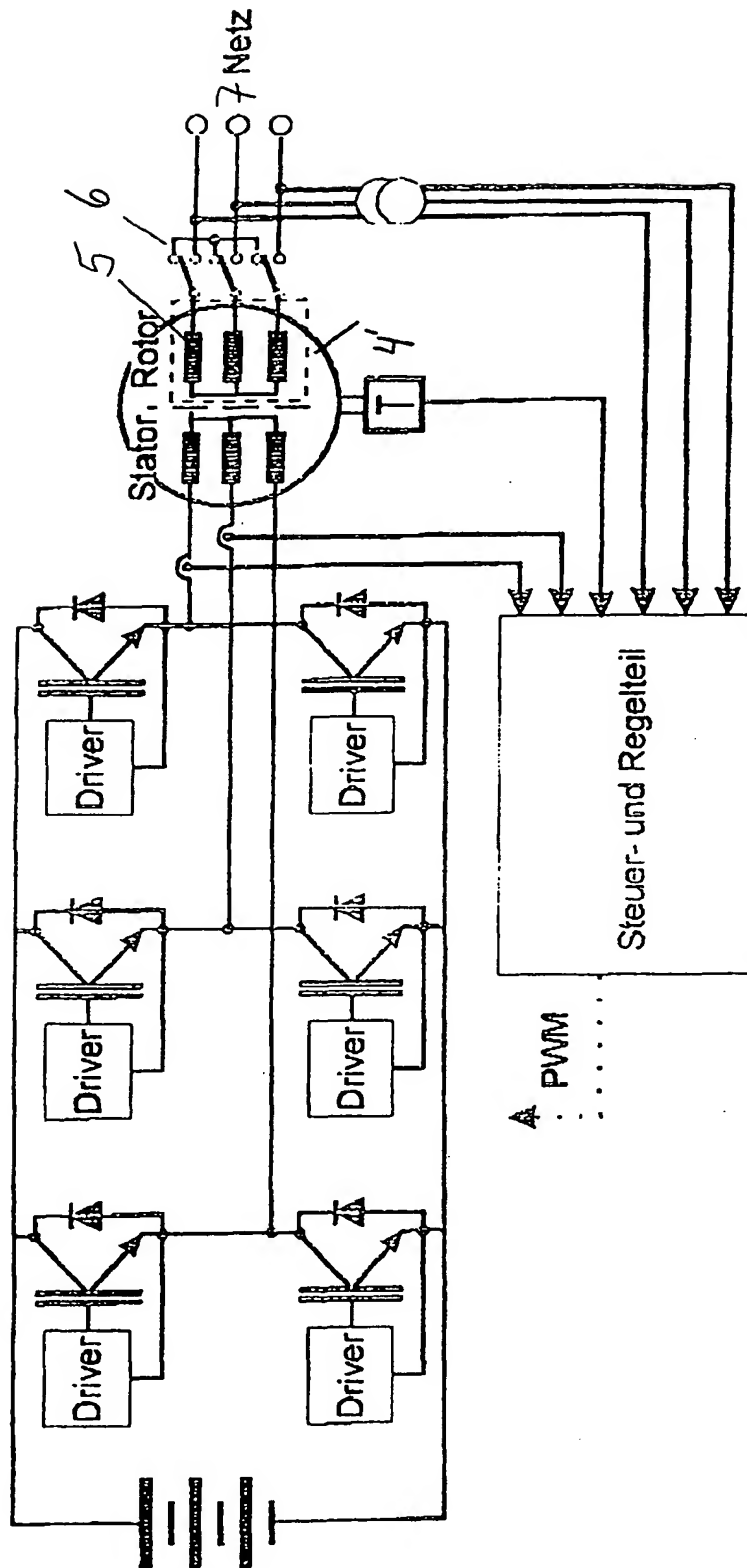 7 Netz
6
5
Stator, Rotor
4'
T
Driver
Driver
Driver
Driver
Driver
Driver
Steuer- und Regelteil
PWM